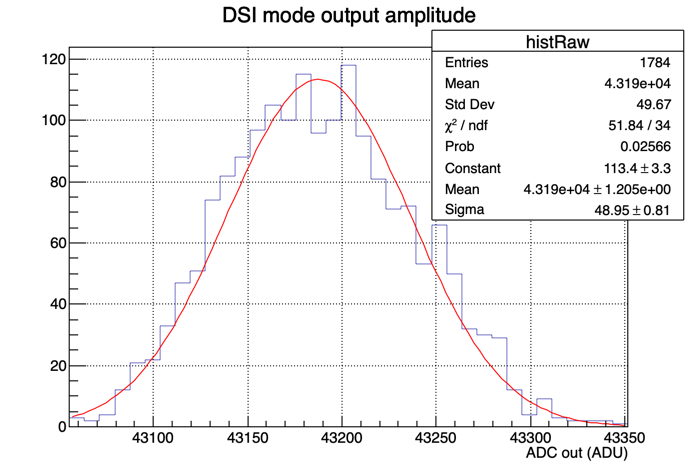 DSI mode output amplitude
histRaw
Entries 1784
Mean 4.319e+04
Std Dev 49.67
χ² / ndf 51.84 / 34
Prob 0.02566
Constant 113.4 ± 3.3
Mean 4.319e+04 ± 1.205e+00
Sigma 48.95 ± 0.81
120
100
80
60
40
20
0
43100 43150 43200 43250 43300 43350
ADC out (ADU)